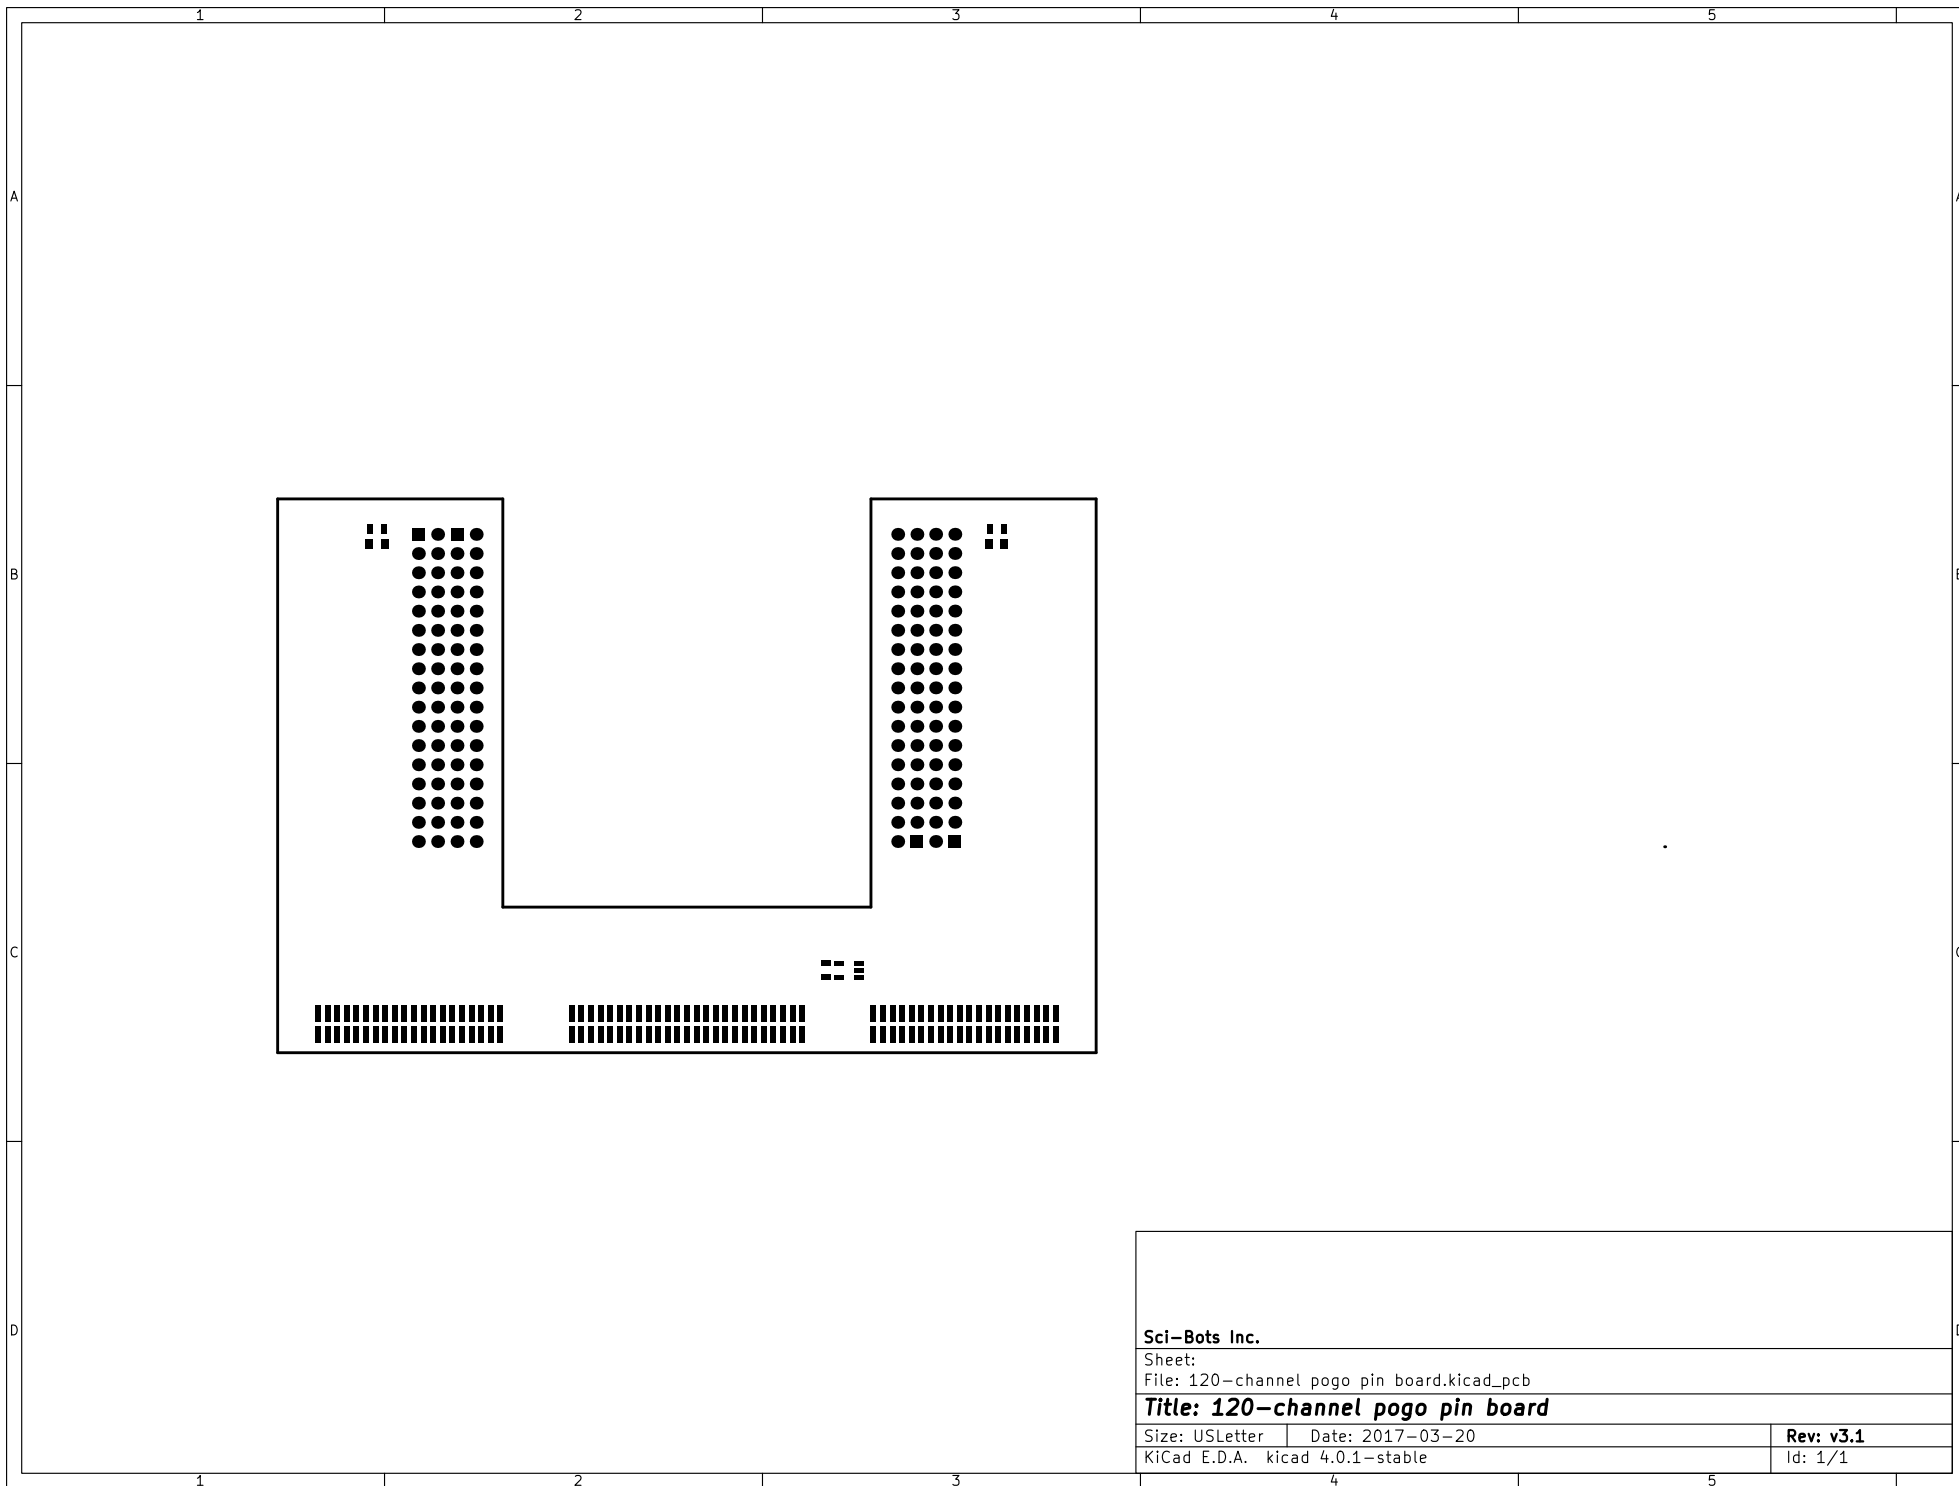 1 2 3 4 5
A A
B B
C C
D D
Sci-Bots Inc.
Sheet:
File: 120-channel pogo pin board.kicad_pcb
Title: 120-channel pogo pin board
Size: USLetter Date: 2017-03-20 Rev: v3.1
KiCad E.D.A. kicad 4.0.1-stable Id: 1/1
1 2 3 4 5